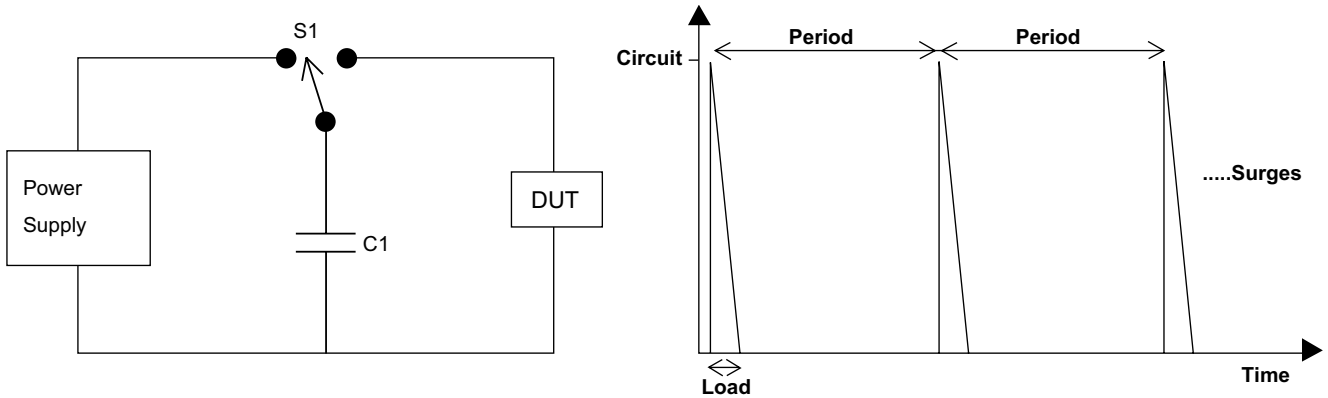 S1
Power
Supply
C1
DUT
Circuit
Period
Period
.....Surges
Load
Time